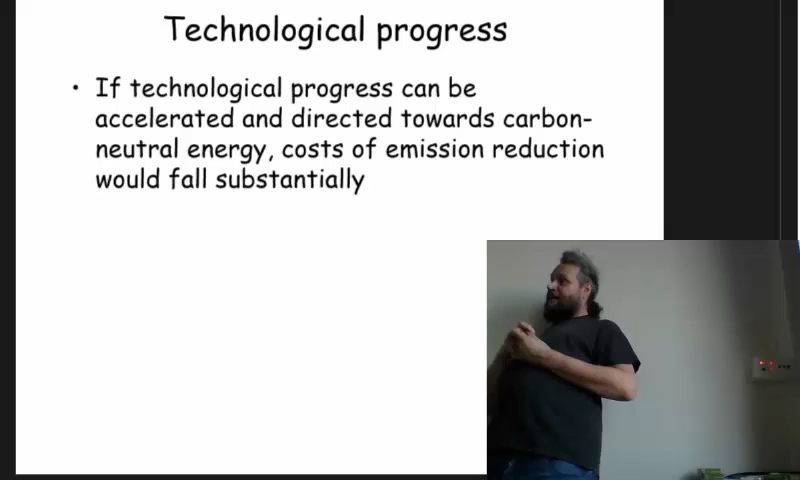 Technological progress
• If technological progress can be
accelerated and directed towards carbon-
neutral energy, costs of emission reduction
would fall substantially